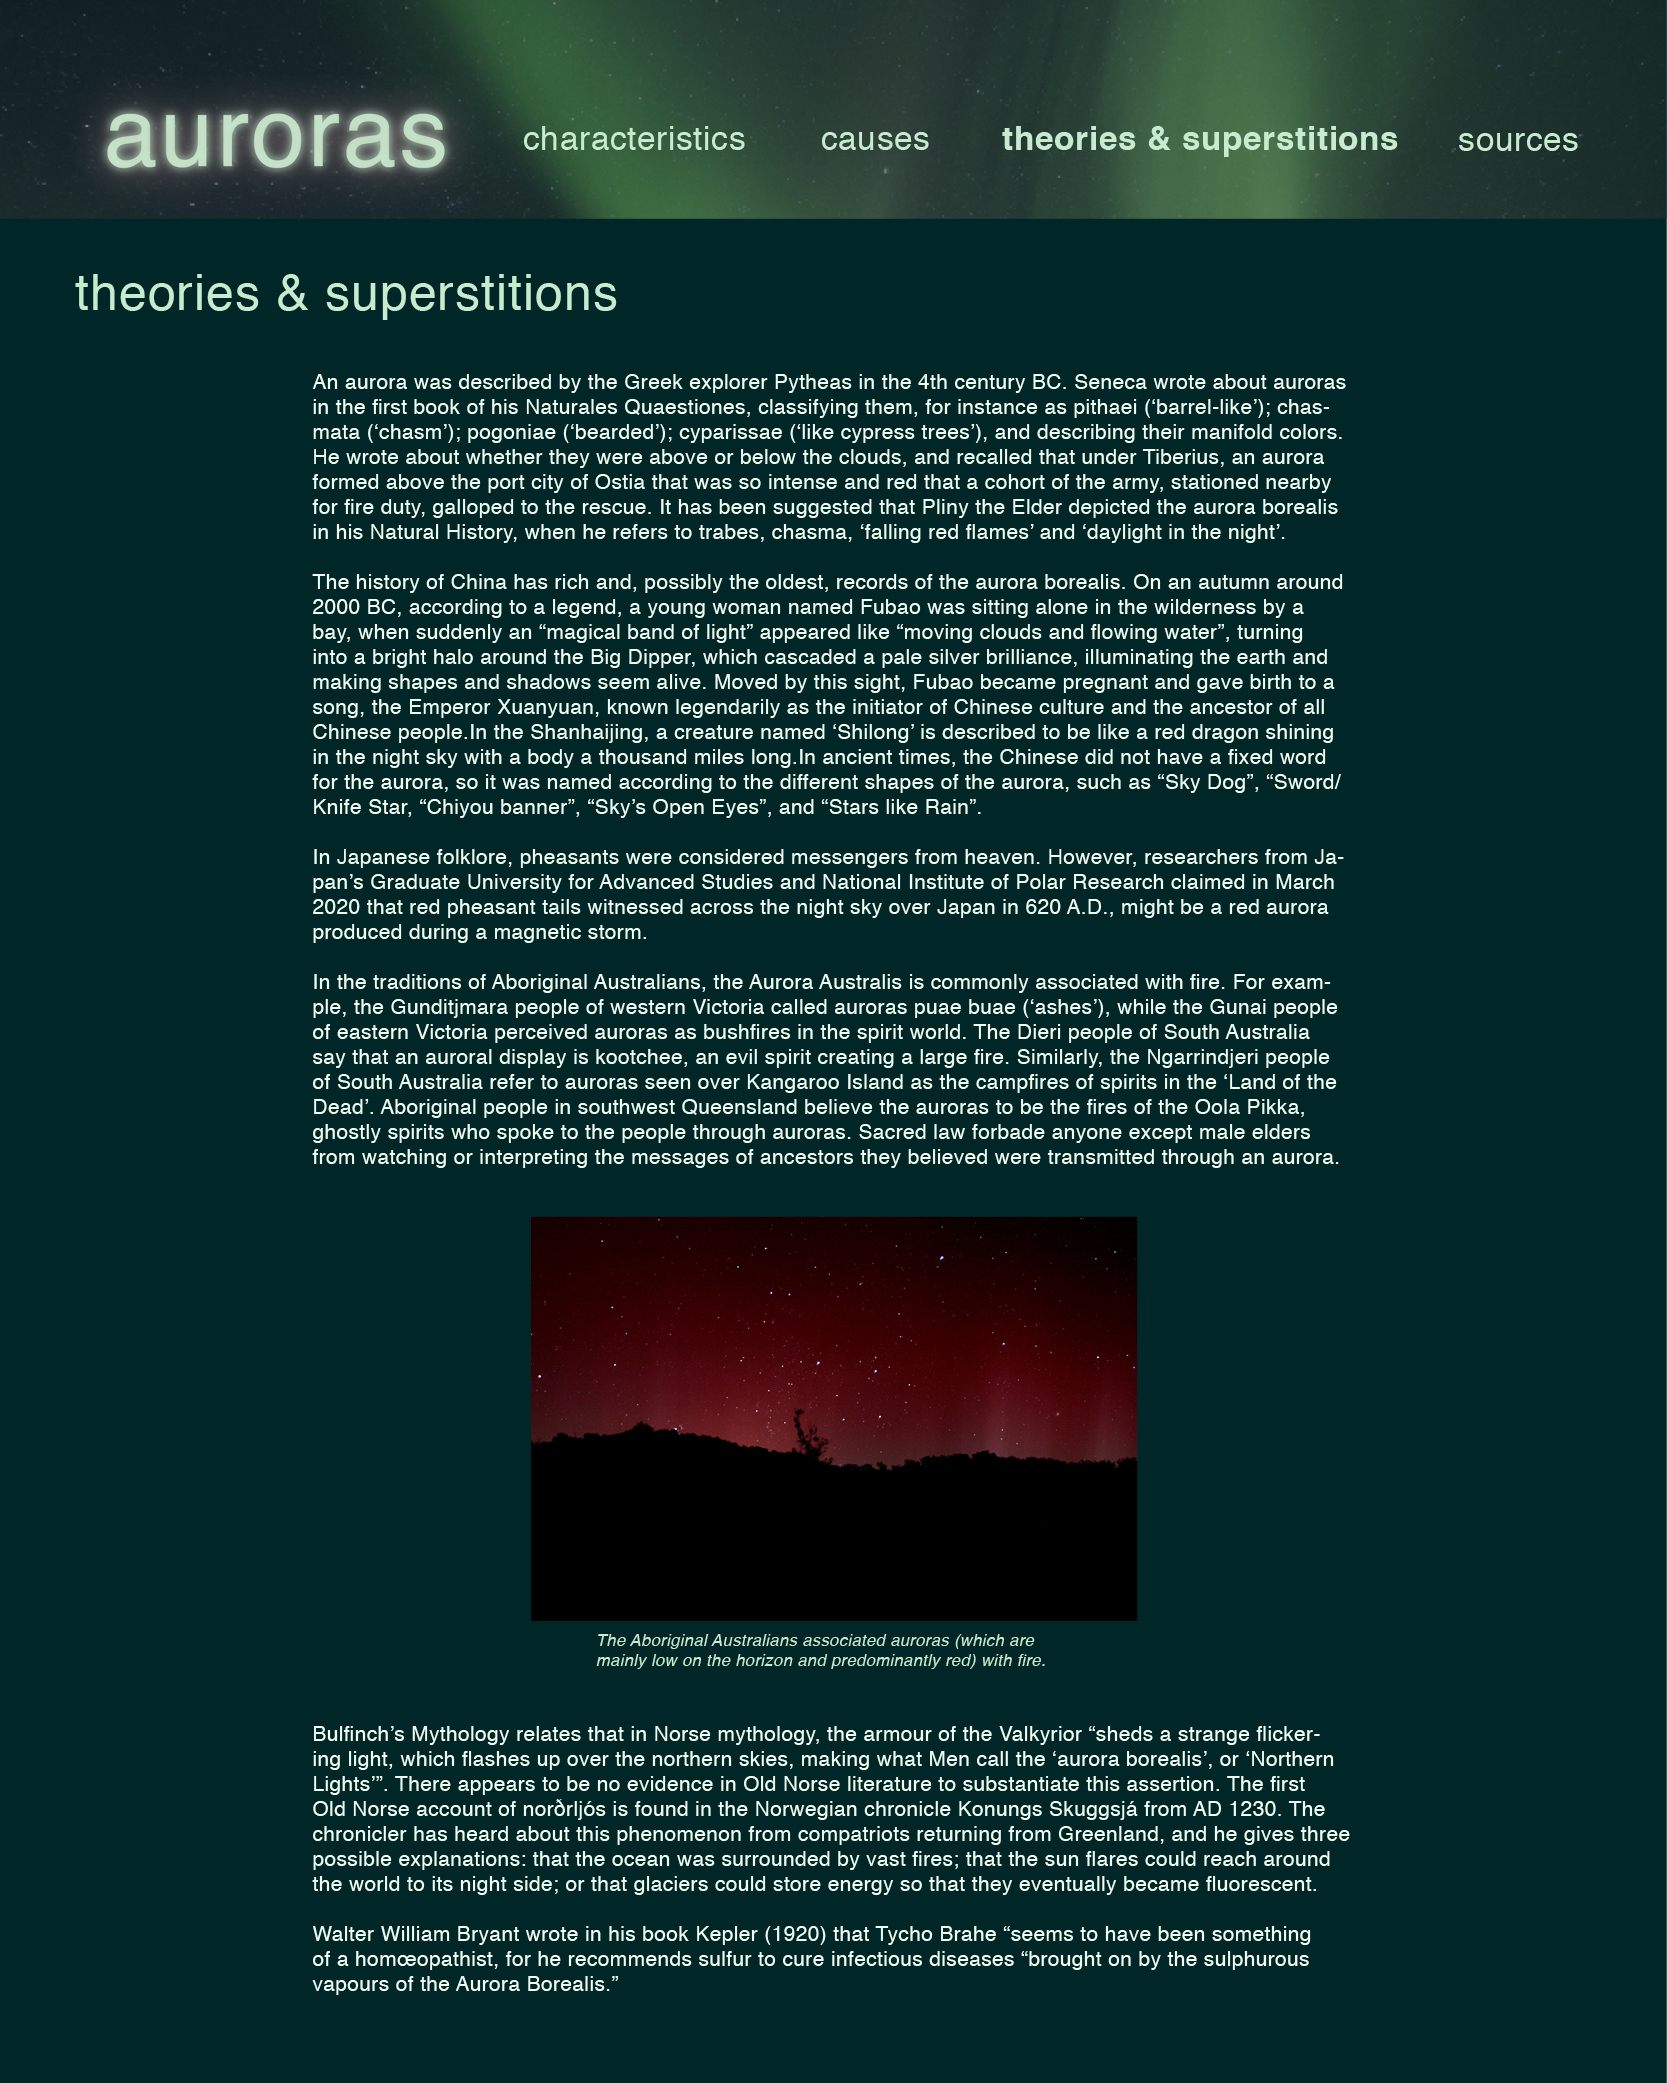 auroras
characteristics
causes
theories & superstitions
sources
theories & superstitions
An aurora was described by the Greek explorer Pytheas in the 4th century BC. Seneca wrote about auroras
in the first book of his Naturales Quaestiones, classifying them, for instance as pithaei (‘barrel-like’); chas-
mata (‘chasm’); pogoniae (‘bearded’); cyparissae (‘like cypress trees’), and describing their manifold colors.
He wrote about whether they were above or below the clouds, and recalled that under Tiberius, an aurora
formed above the port city of Ostia that was so intense and red that a cohort of the army, stationed nearby
for fire duty, galloped to the rescue. It has been suggested that Pliny the Elder depicted the aurora borealis
in his Natural History, when he refers to trabes, chasma, ‘falling red flames’ and ‘daylight in the night’.
The history of China has rich and, possibly the oldest, records of the aurora borealis. On an autumn around
2000 BC, according to a legend, a young woman named Fubao was sitting alone in the wilderness by a
bay, when suddenly an “magical band of light” appeared like “moving clouds and flowing water”, turning
into a bright halo around the Big Dipper, which cascaded a pale silver brilliance, illuminating the earth and
making shapes and shadows seem alive. Moved by this sight, Fubao became pregnant and gave birth to a
song, the Emperor Xuanyuan, known legendarily as the initiator of Chinese culture and the ancestor of all
Chinese people.In the Shanhaijing, a creature named ‘Shilong’ is described to be like a red dragon shining
in the night sky with a body a thousand miles long.In ancient times, the Chinese did not have a fixed word
for the aurora, so it was named according to the different shapes of the aurora, such as “Sky Dog”, “Sword/
Knife Star, “Chiyou banner”, “Sky’s Open Eyes”, and “Stars like Rain”.
In Japanese folklore, pheasants were considered messengers from heaven. However, researchers from Ja-
pan’s Graduate University for Advanced Studies and National Institute of Polar Research claimed in March
2020 that red pheasant tails witnessed across the night sky over Japan in 620 A.D., might be a red aurora
produced during a magnetic storm.
In the traditions of Aboriginal Australians, the Aurora Australis is commonly associated with fire. For exam-
ple, the Gunditjmara people of western Victoria called auroras puae buae (‘ashes’), while the Gunai people
of eastern Victoria perceived auroras as bushfires in the spirit world. The Dieri people of South Australia
say that an auroral display is kootchee, an evil spirit creating a large fire. Similarly, the Ngarrindjeri people
of South Australia refer to auroras seen over Kangaroo Island as the campfires of spirits in the ‘Land of the
Dead’. Aboriginal people in southwest Queensland believe the auroras to be the fires of the Oola Pikka,
ghostly spirits who spoke to the people through auroras. Sacred law forbade anyone except male elders
from watching or interpreting the messages of ancestors they believed were transmitted through an aurora.
The Aboriginal Australians associated auroras (which are
mainly low on the horizon and predominantly red) with fire.
Bulfinch’s Mythology relates that in Norse mythology, the armour of the Valkyrior “sheds a strange flicker-
ing light, which flashes up over the northern skies, making what Men call the ‘aurora borealis’, or ‘Northern
Lights’”. There appears to be no evidence in Old Norse literature to substantiate this assertion. The first
Old Norse account of norðrljós is found in the Norwegian chronicle Konungs Skuggsjá from AD 1230. The
chronicler has heard about this phenomenon from compatriots returning from Greenland, and he gives three
possible explanations: that the ocean was surrounded by vast fires; that the sun flares could reach around
the world to its night side; or that glaciers could store energy so that they eventually became fluorescent.
Walter William Bryant wrote in his book Kepler (1920) that Tycho Brahe “seems to have been something
of a homœopathist, for he recommends sulfur to cure infectious diseases “brought on by the sulphurous
vapours of the Aurora Borealis.”